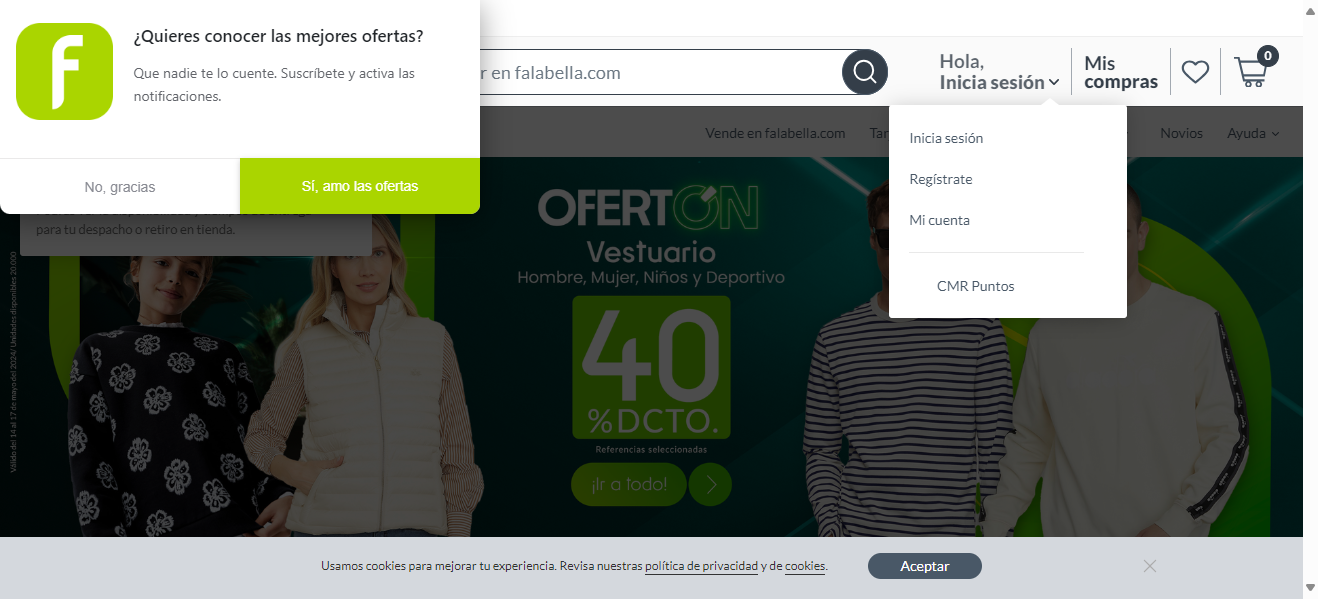 ¿Quieres conocer las mejores ofertas?
Que nadie te lo cuente. Suscríbete y activa las
notificaciones.
No, gracias
Sí, amo las ofertas
para tu despacho o retiro en tienda.
r en falabella.com
Hola,
Inicia sesión
Mis
compras
0
Vende en falabella.com
Novios
Ayuda
Inicia sesión
Regístrate
Mi cuenta
CMR Puntos
OFERTÓN
Vestuario
Hombre, Mujer, Niños y Deportivo
40
%DCTO.
Referencias seleccionadas
¡Ir a todo!
Válido del 14 al 17 de mayo del 2024/ Unidades disponibles 20.000
Usamos cookies para mejorar tu experiencia. Revisa nuestras política de privacidad y de cookies.
Aceptar